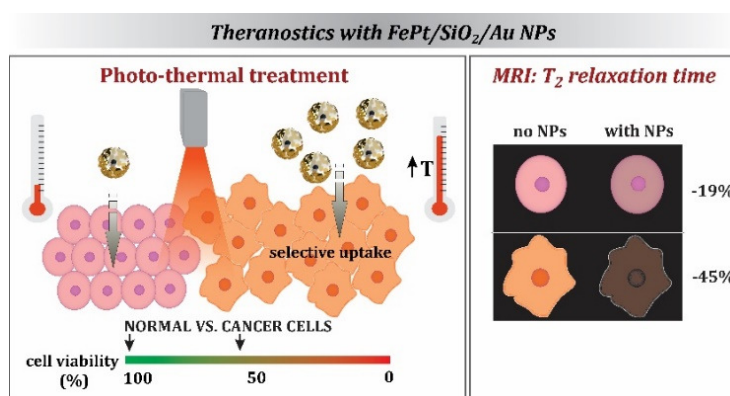 Theranostics with FePt/SiO₂/Au NPs
Photo-thermal treatment
↑T
selective uptake
NORMAL VS. CANCER CELLS
cell viability
(%)
100 50 0
MRI: T₂ relaxation time
no NPs with NPs
-19%
-45%